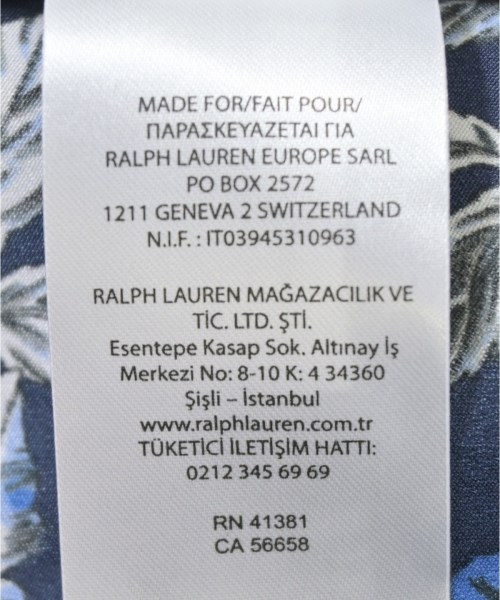 MADE FOR/FAIT POUR/
ΠΑΡΑΣΚΕΥΑΖΕΤΑΙ ΓΙΑ
RALPH LAUREN EUROPE SARL
PO BOX 2572
1211 GENEVA 2 SWITZERLAND
N.I.F. : IT03945310963
RALPH LAUREN MAĞAZACILIK VE
TİC. LTD. ŞTİ.
Esentepe Kasap Sok. Altınay İş
Merkezi No: 8-10 K: 4 34360
Şişli – İstanbul
www.ralphlauren.com.tr
TÜKETİCİ İLETİŞİM HATTI:
0212 345 69 69
RN 41381
CA 56658